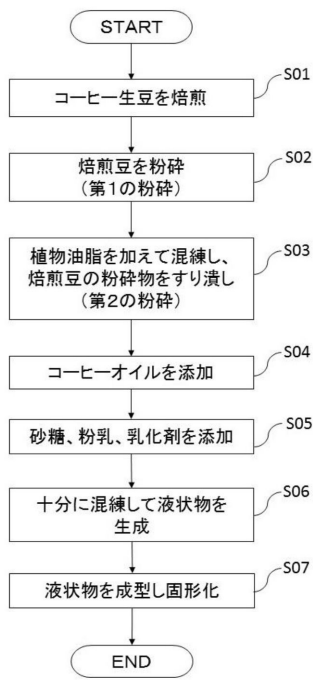 START
S01
コーヒー生豆を焙煎
S02
焙煎豆を粉砕
(第1の粉砕)
S03
植物油脂を加えて混練し、
焙煎豆の粉砕物をすり潰し
(第2の粉砕)
S04
コーヒーオイルを添加
S05
砂糖、粉乳、乳化剤を添加
S06
十分に混練して液状物を
生成
S07
液状物を成型し固形化
END